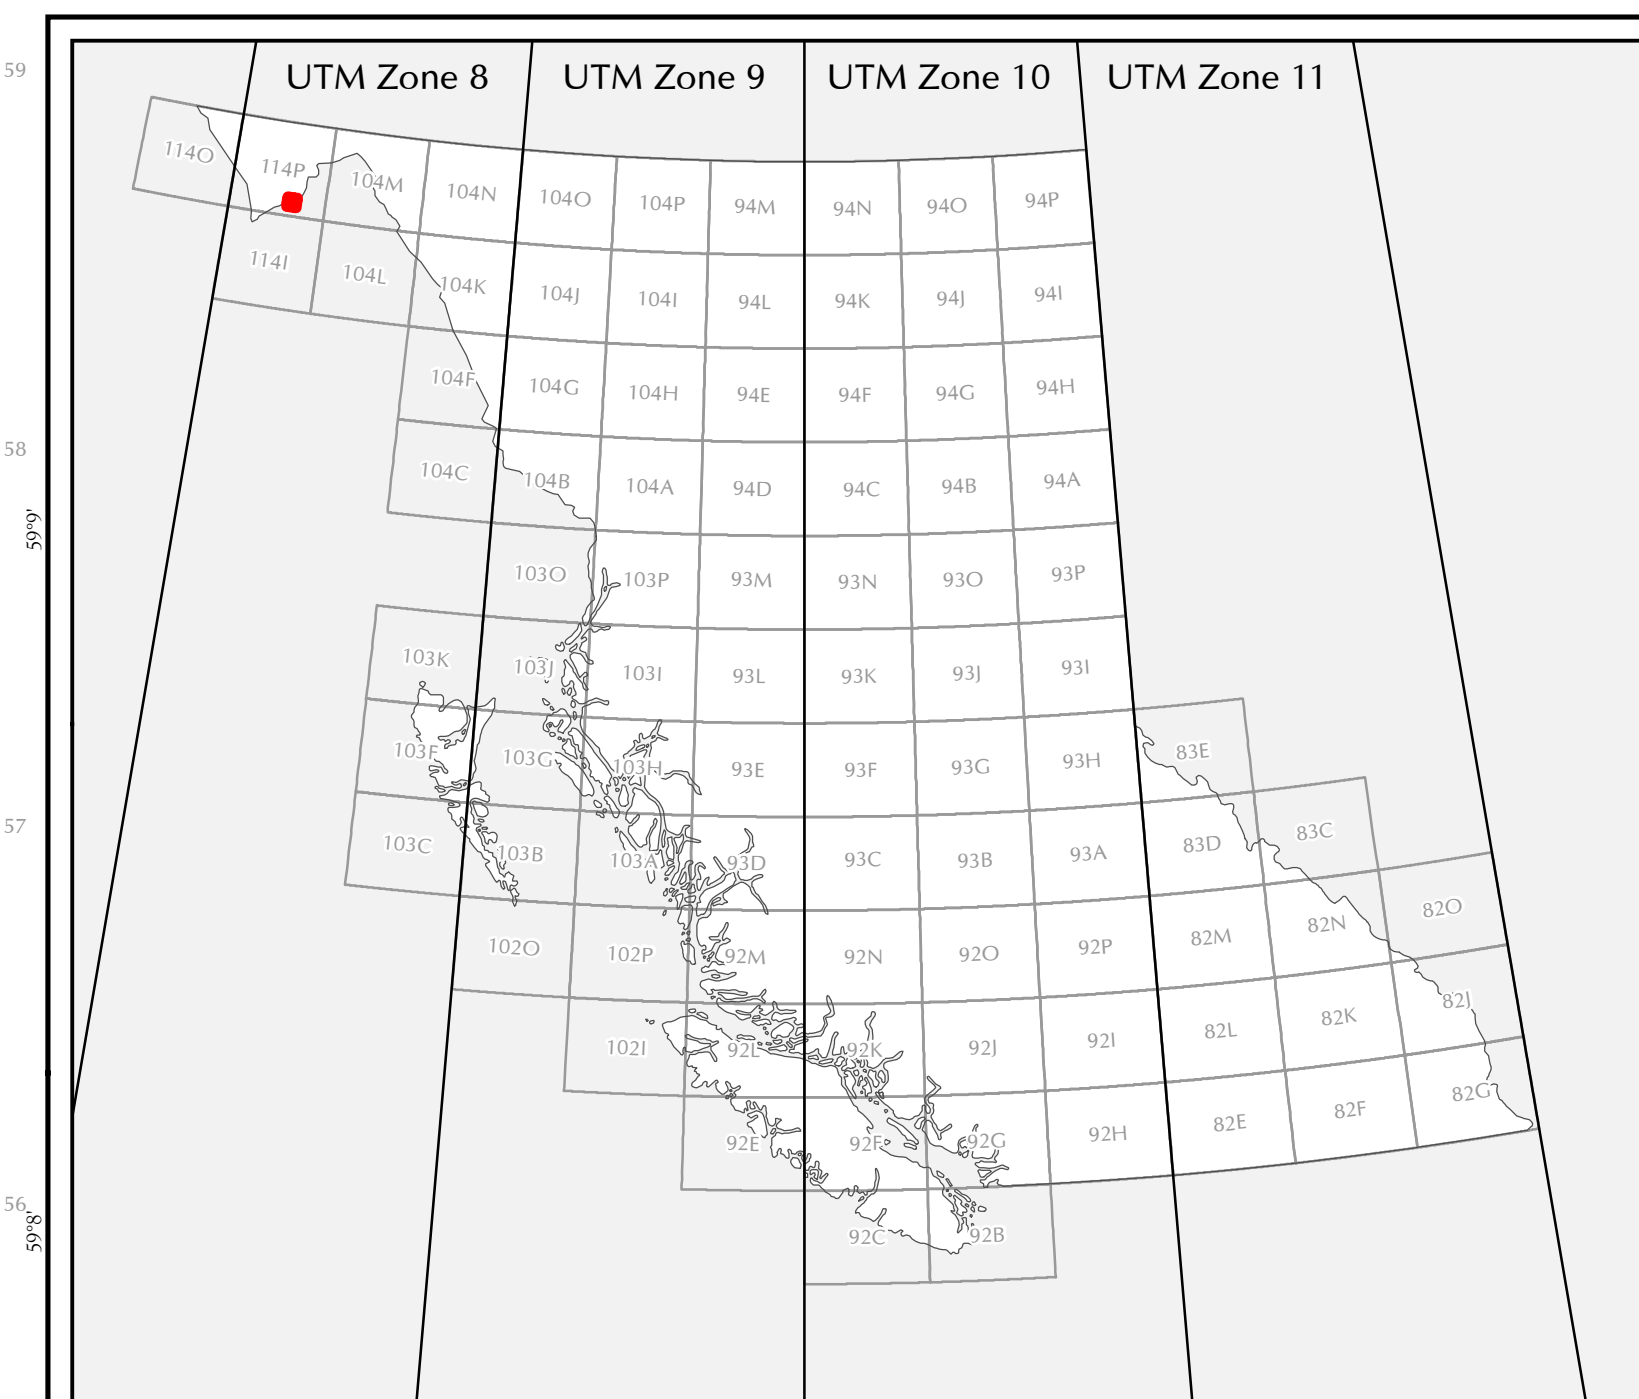 UTM Zone 8 UTM Zone 9 UTM Zone 10 UTM Zone 11
59
114O 114P 104M 104N 104O 104P 94M 94N 94O 94P
114I 104L 104K 104J 104I 94L 94K 94J 94I
104F 104G 104H 94E 94F 94G 94H
58
104C 104B 104A 94D 94C 94B 94A
59°9'
103O 103P 93M 93N 93O 93P
103K 103J 103I 93L 93K 93J 93I
103F 103G 103H 93E 93F 93G 93H 83E
57
103C 103B 103A 93D 93C 93B 93A 83D 83C
102O 102P 92M 92N 92O 92P 82M 82N 82O
102I 92L 92K 92J 92I 82L 82K 82J
92E 92F 92G 92H 82E 82F 82G
56
59°8'
92C 92B